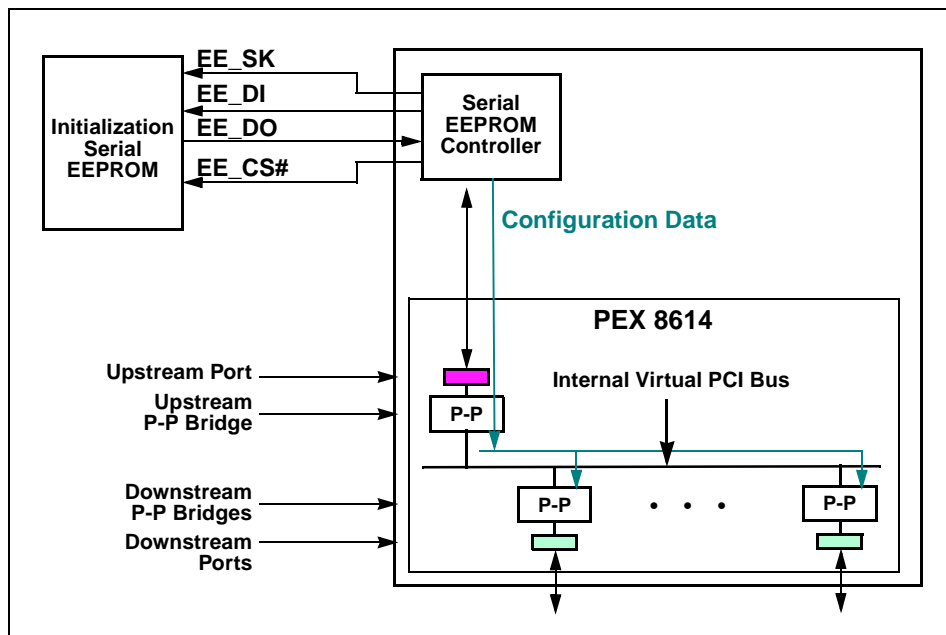 EE_SK
EE_DI
EE_DO
EE_CS#
Initialization
Serial
EEPROM
Serial
EEPROM
Controller
Configuration Data
PEX 8614
Upstream Port
Upstream
P-P Bridge
Internal Virtual PCI Bus
P-P
Downstream
P-P Bridges
Downstream
Ports
P-P
• • •
P-P